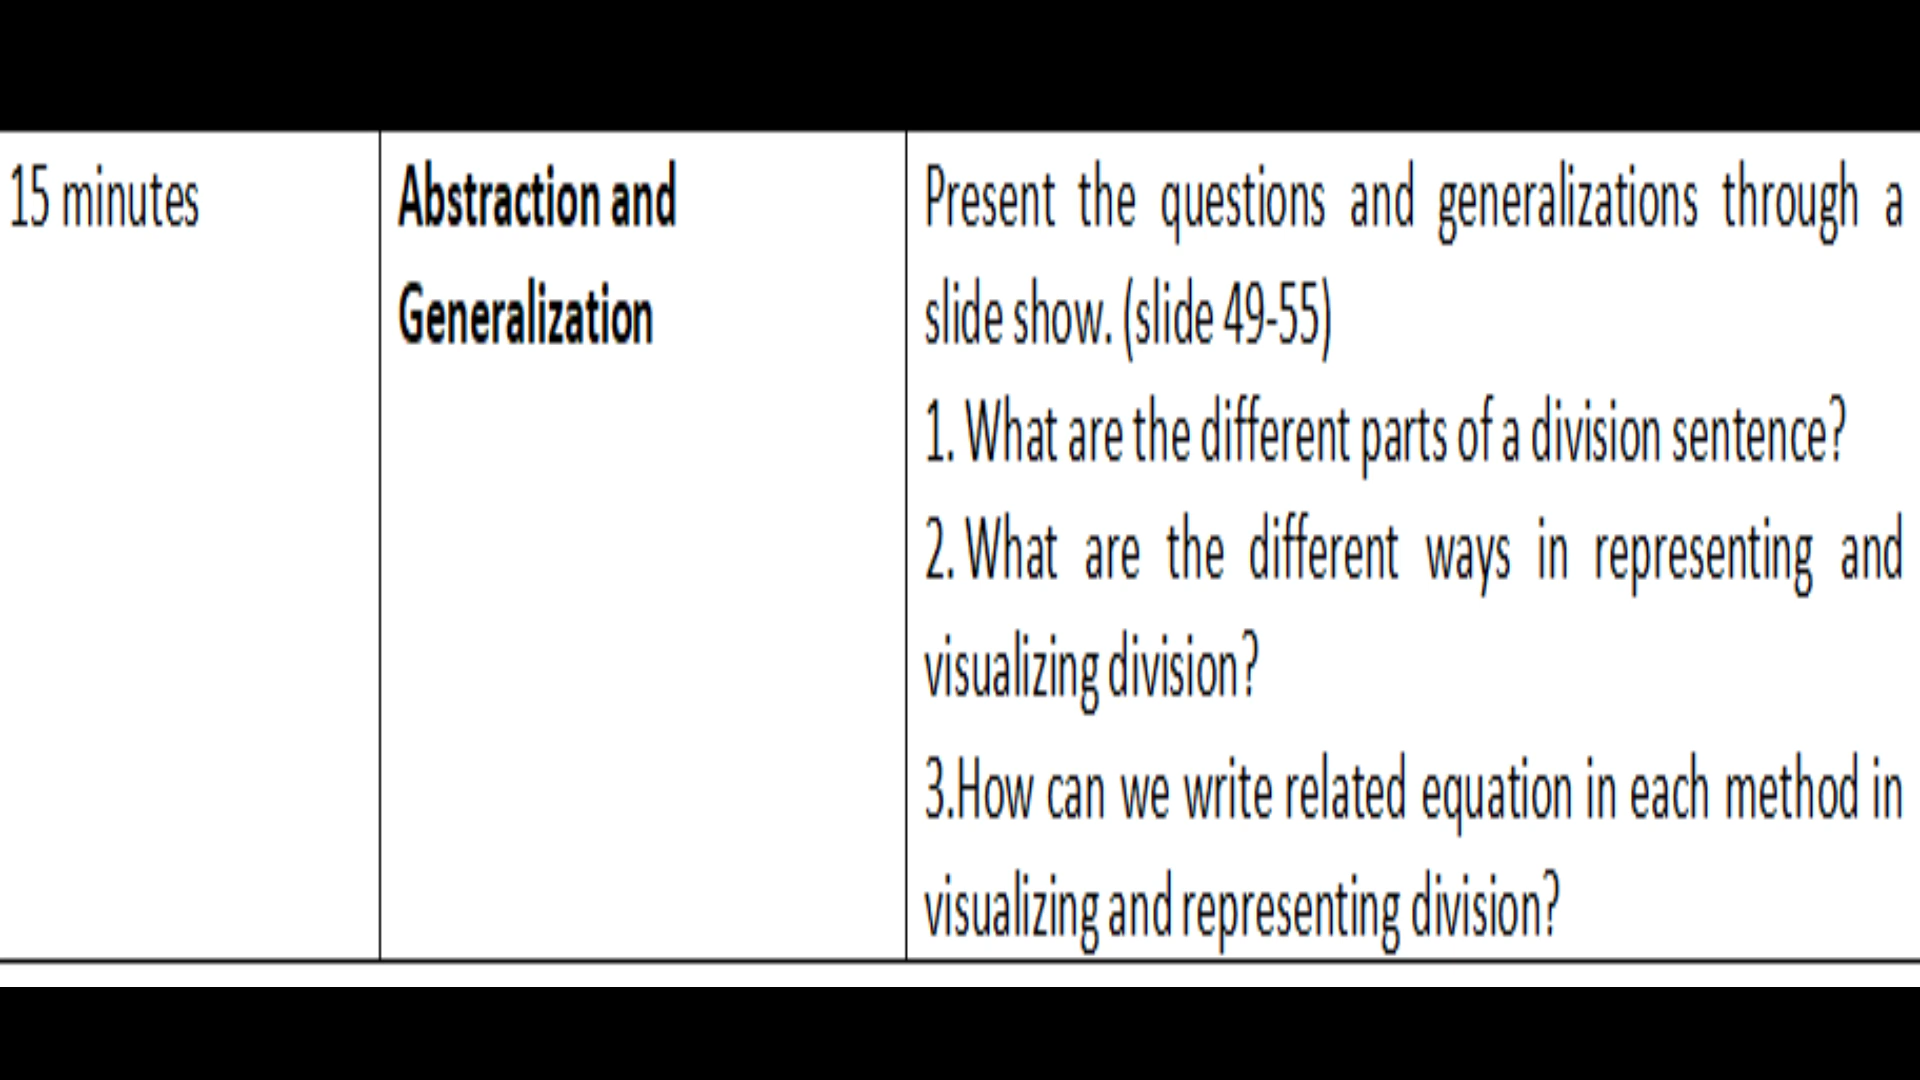 15 minutes
Abstraction and
Generalization
Present the questions and generalizations through a
slide show. (slide 49-55)
1. What are the different parts of a division sentence?
2. What are the different ways in representing and
visualizing division?
3.How can we write related equation in each method in
visualizing and representing division?